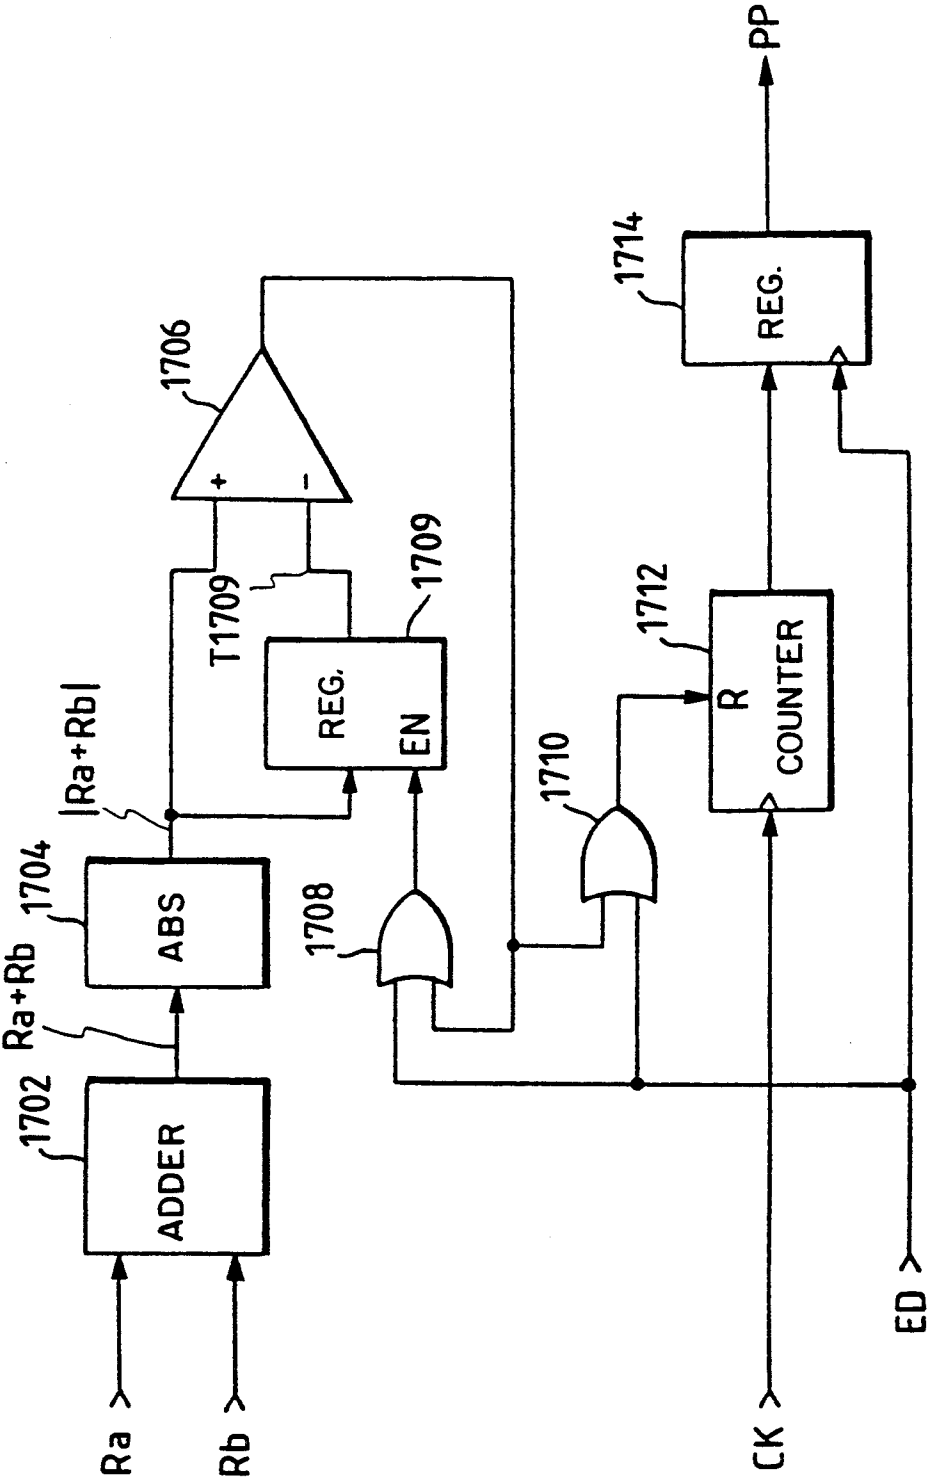 Ra
Rb
1702
ADDER
Ra+Rb
1704
ABS
|Ra+Rb|
T1709
1706
+
−
REG.
EN
1709
1708
1710
1712
R
COUNTER
1714
REG.
PP
CK
ED